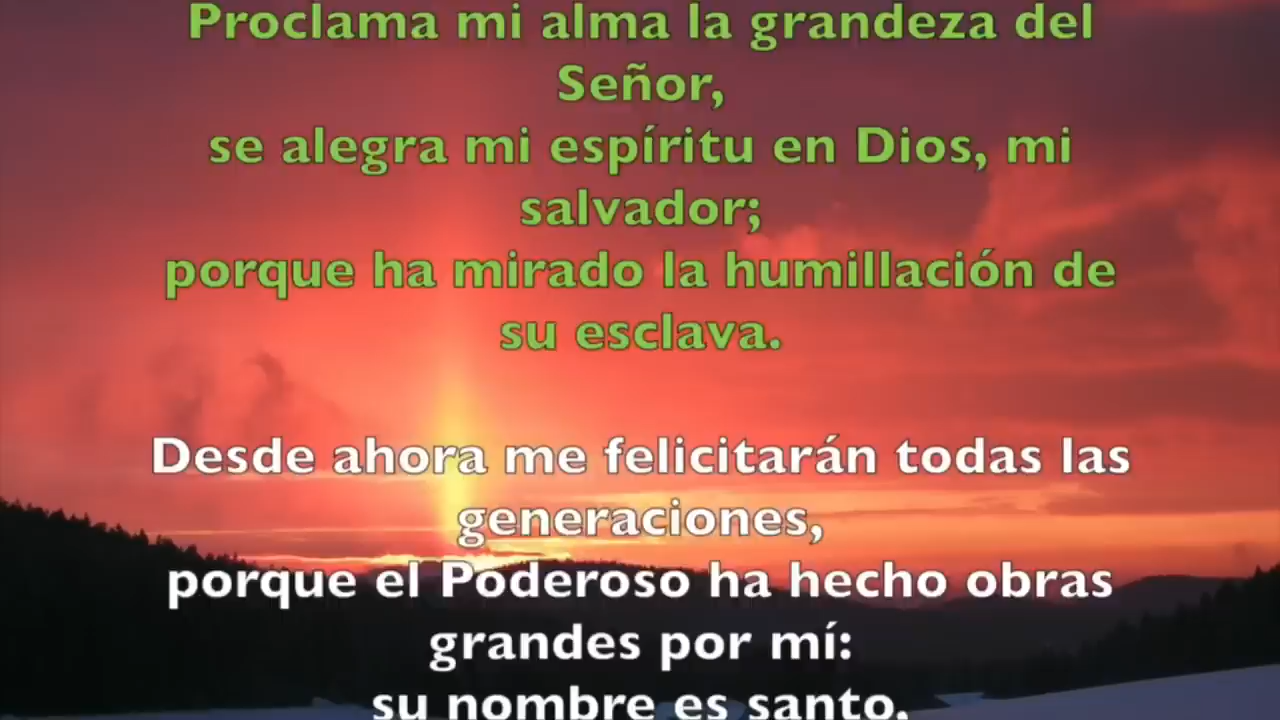 Proclama mi alma la grandeza del
Señor,
se alegra mi espíritu en Dios, mi
salvador;
porque ha mirado la humillación de
su esclava.
Desde ahora me felicitarán todas las
generaciones,
porque el Poderoso ha hecho obras
grandes por mí:
su nombre es santo,